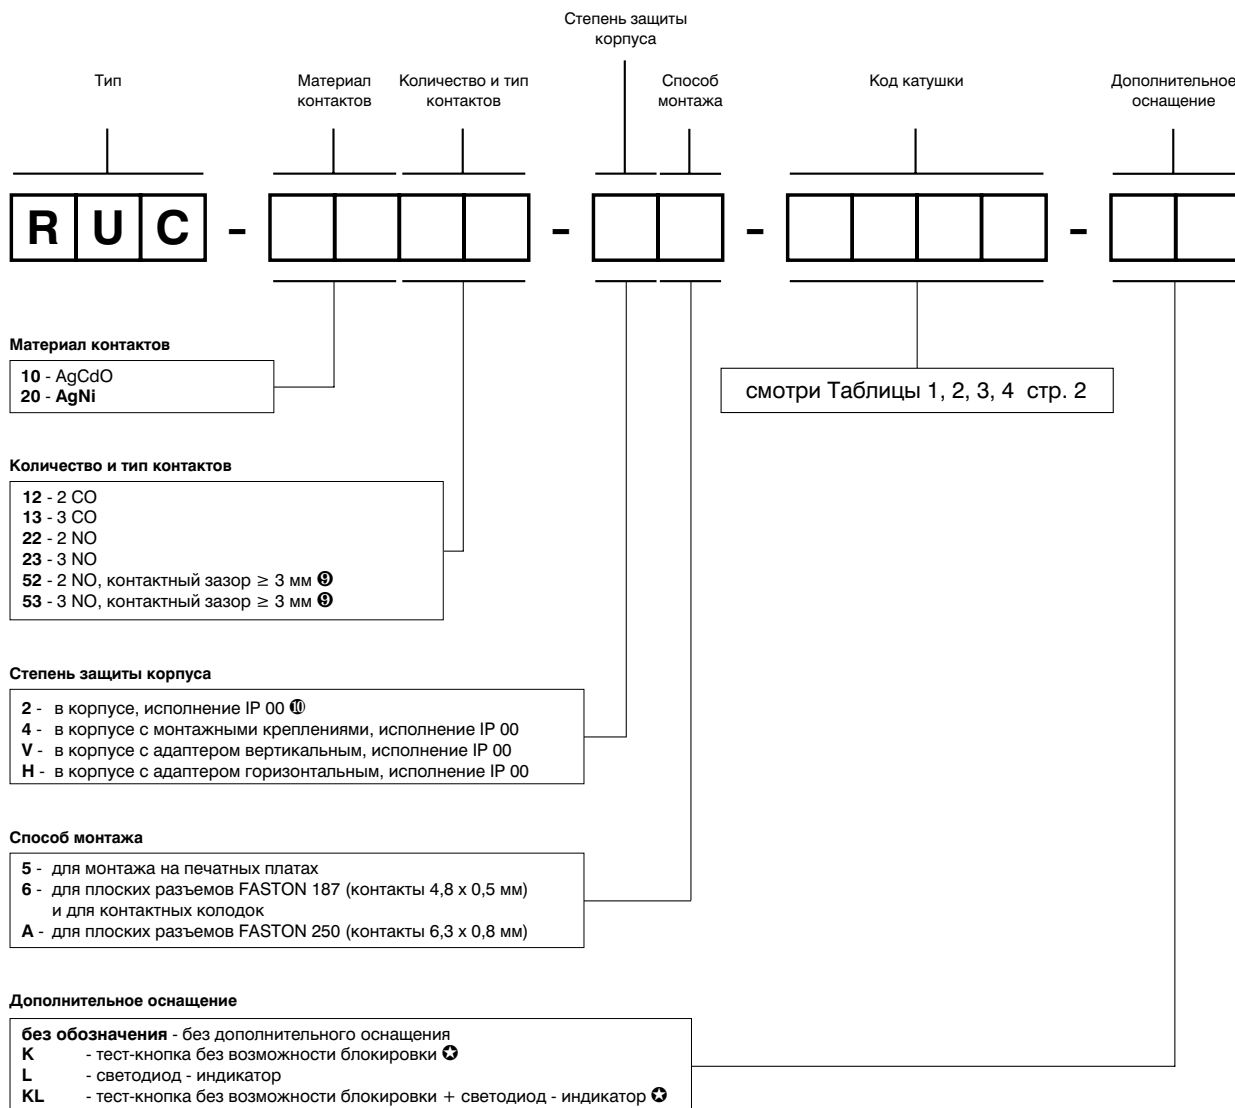 Степень защиты
корпуса
Тип
Материал
контактов
Количество и тип
контактов
Способ
монтажа
Код катушки
Дополнительное
оснащение
R U C - - - -
Материал контактов
10 - AgCdO
20 - AgNi
смотри Таблицы 1, 2, 3, 4 стр. 2
Количество и тип контактов
12 - 2 CO
13 - 3 CO
22 - 2 NO
23 - 3 NO
52 - 2 NO, контактный зазор ≥ 3 мм ❾
53 - 3 NO, контактный зазор ≥ 3 мм ❾
Степень защиты корпуса
2 - в корпусе, исполнение IP 00 ❿
4 - в корпусе с монтажными креплениями, исполнение IP 00
V - в корпусе с адаптером вертикальным, исполнение IP 00
H - в корпусе с адаптером горизонтальным, исполнение IP 00
Способ монтажа
5 - для монтажа на печатных платах
6 - для плоских разъемов FASTON 187 (контакты 4,8 x 0,5 мм)
и для контактных колодок
A - для плоских разъемов FASTON 250 (контакты 6,3 x 0,8 мм)
Дополнительное оснащение
без обозначения - без дополнительного оснащения
K - тест-кнопка без возможности блокировки ✪
L - светодиод - индикатор
KL - тест-кнопка без возможности блокировки + светодиод - индикатор ✪